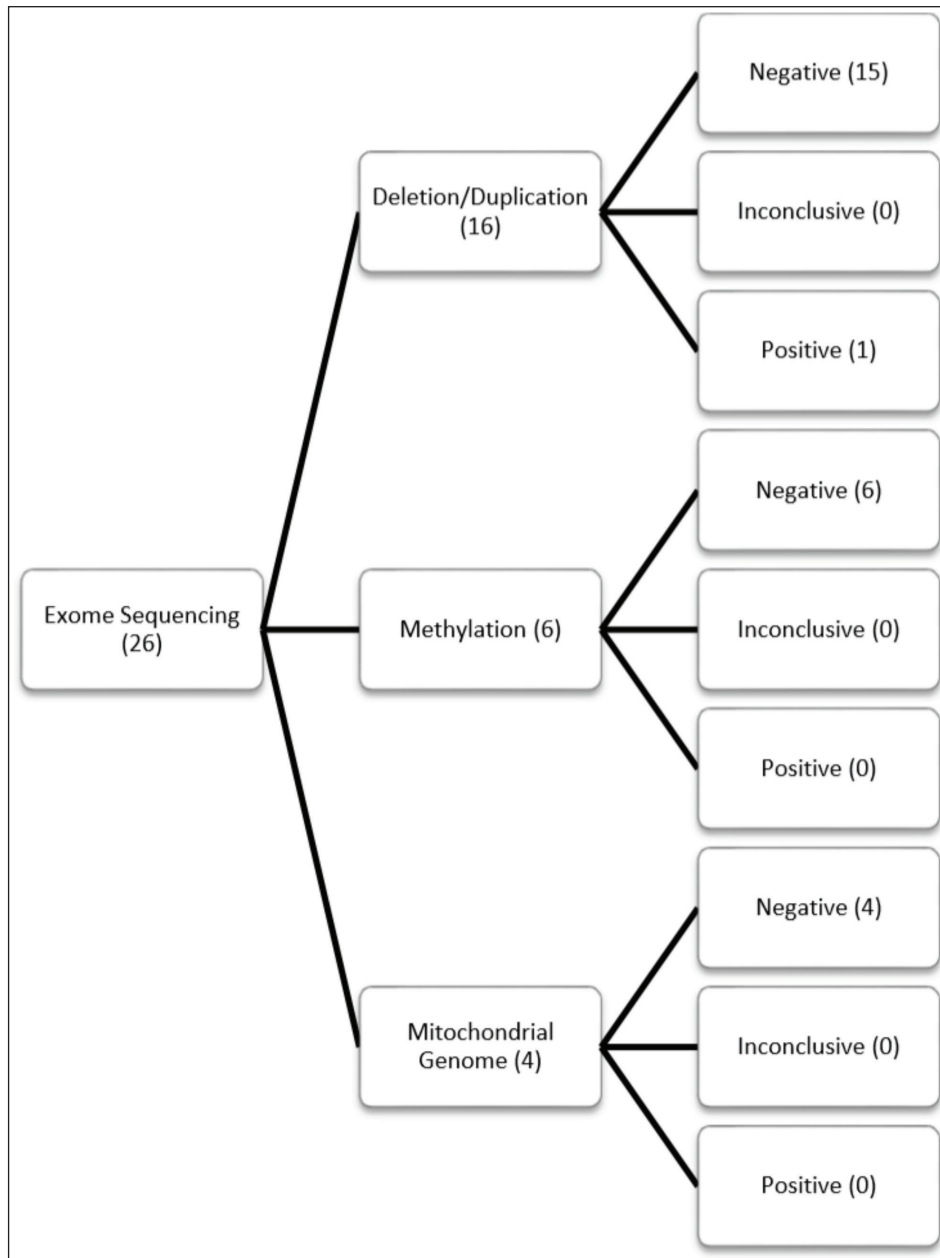 Exome Sequencing
(26)
Deletion/Duplication
(16)
Negative (15)
Inconclusive (0)
Positive (1)
Methylation (6)
Negative (6)
Inconclusive (0)
Positive (0)
Mitochondrial
Genome (4)
Negative (4)
Inconclusive (0)
Positive (0)